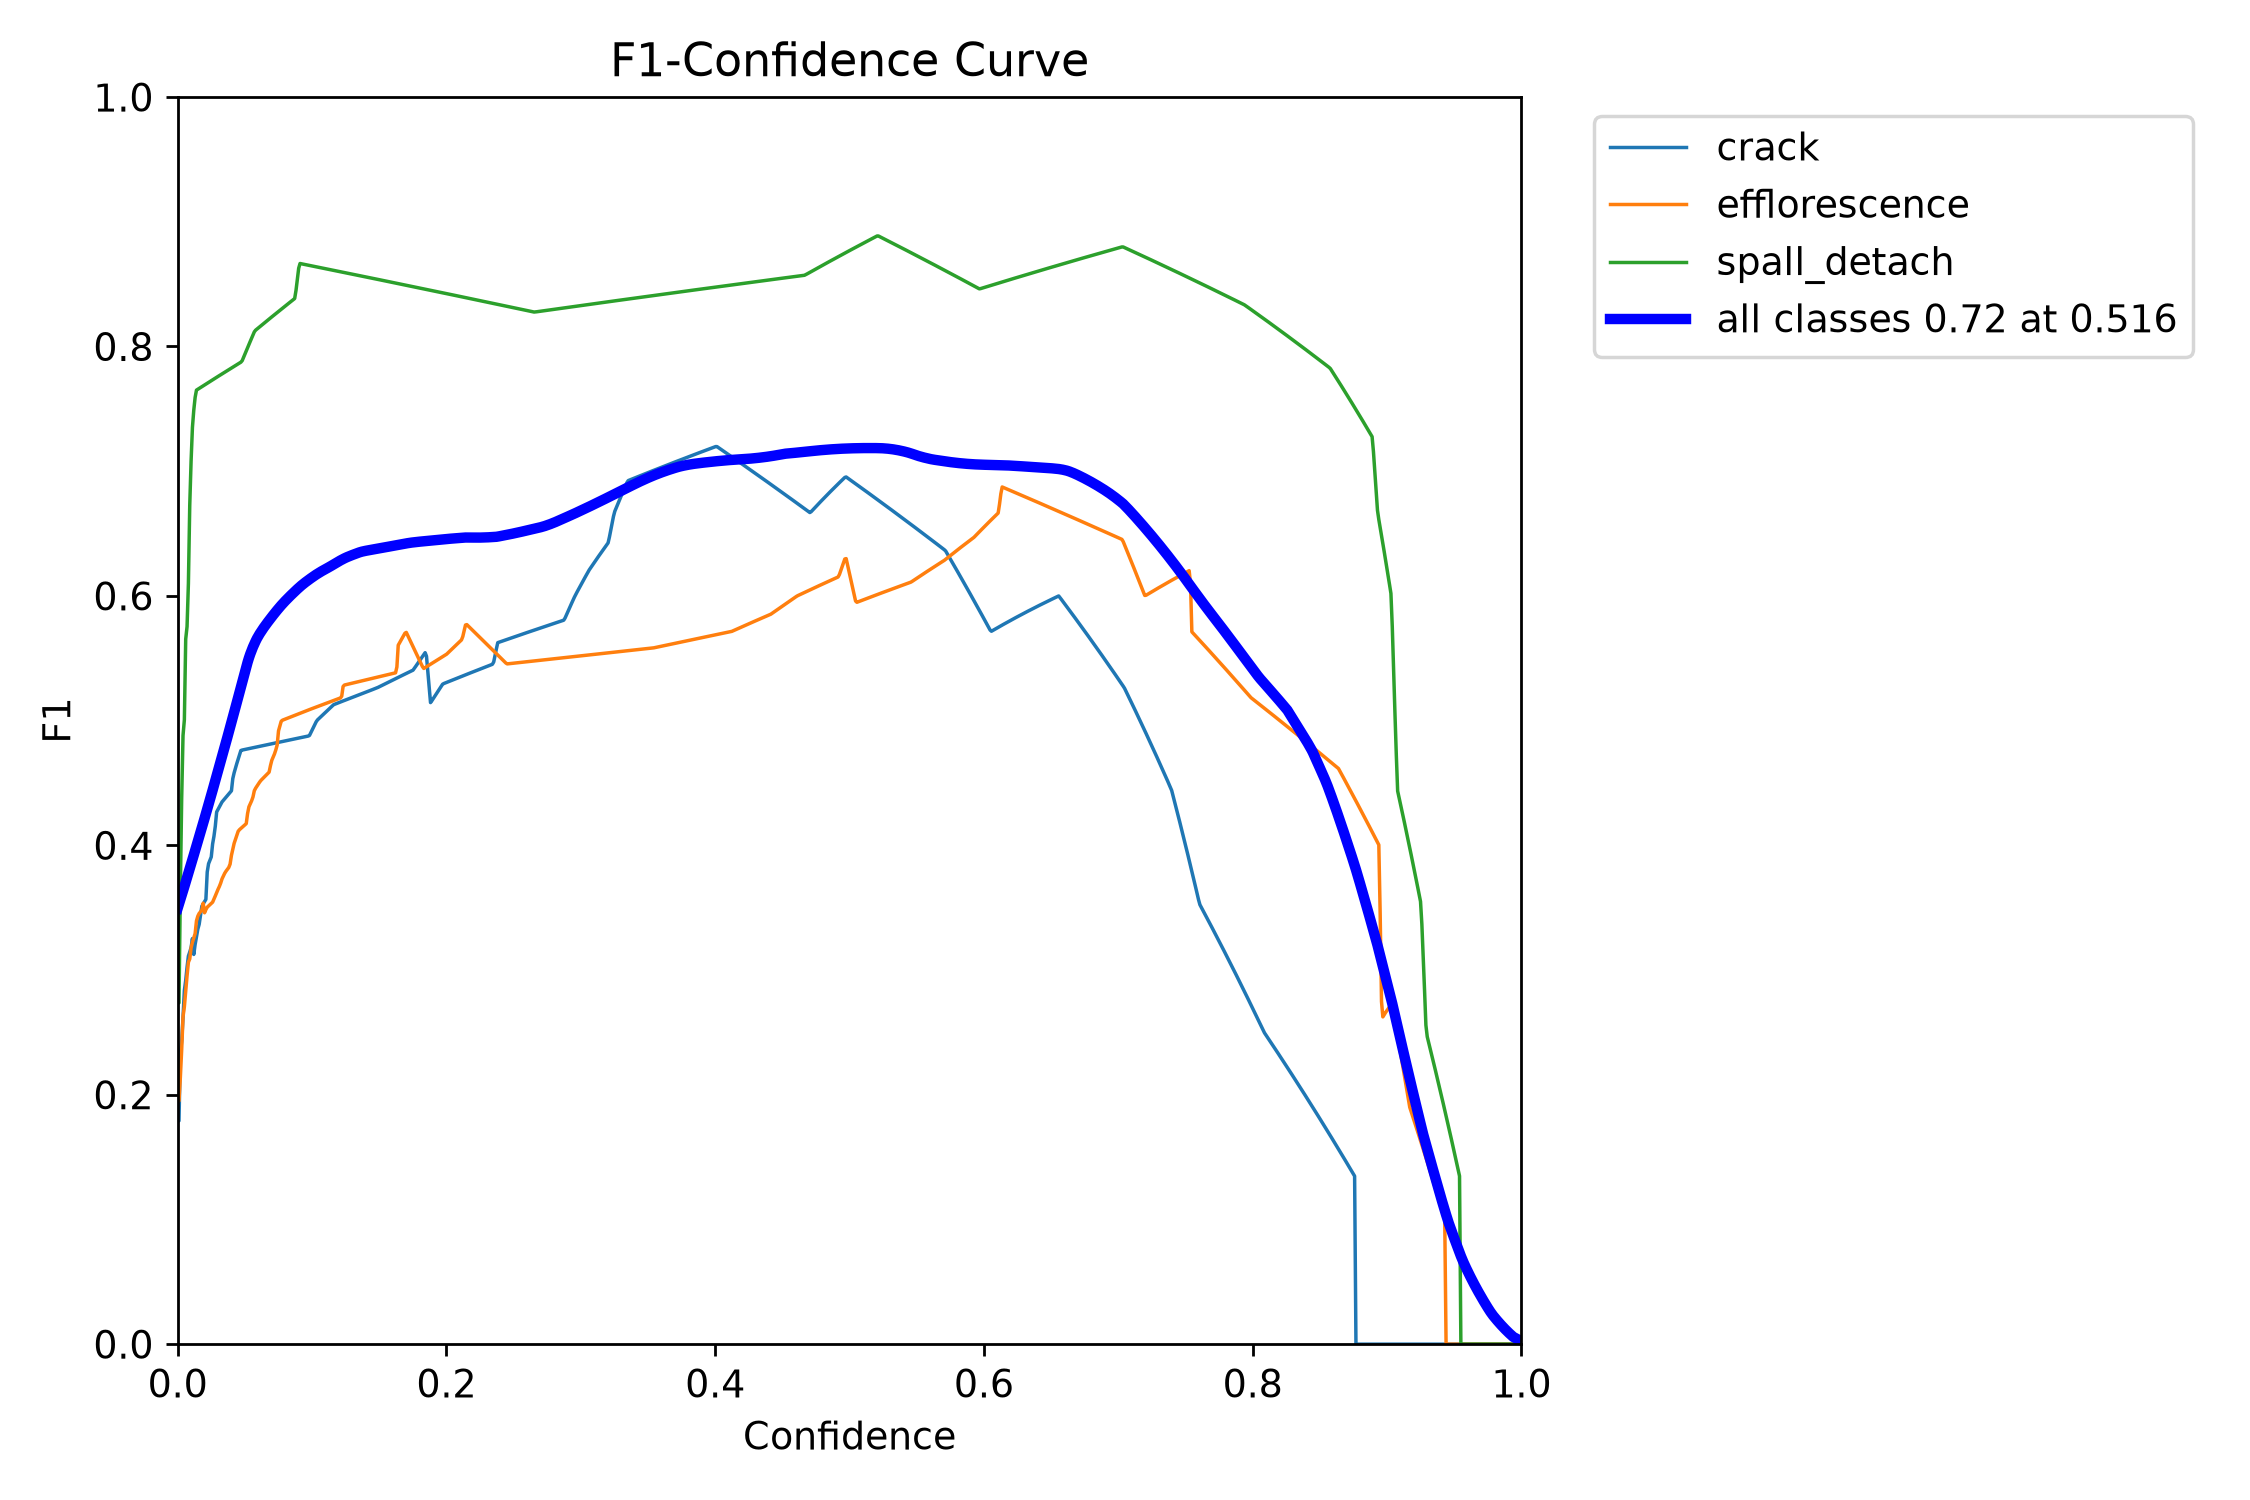 F1-Confidence Curve
1.0
0.8
0.6
0.4
0.2
0.0
F1
0.0 0.2 0.4 0.6 0.8 1.0
Confidence
crack
efflorescence
spall_detach
all classes 0.72 at 0.516